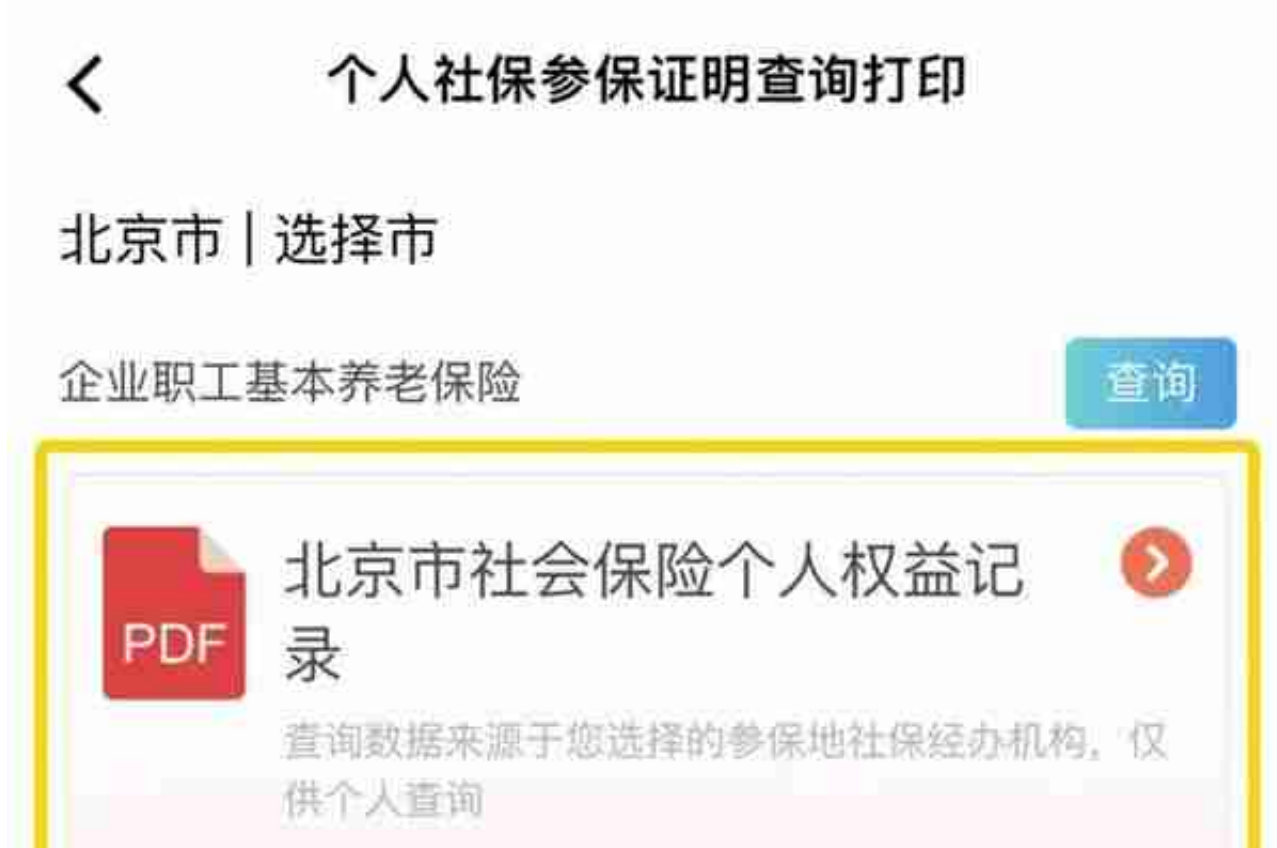 个人社保参保证明查询打印
北京市 | 选择市
企业职工基本养老保险
查询
PDF
北京市社会保险个人权益记
录
查询数据来源于您选择的参保地社保经办机构，仅
供个人查询